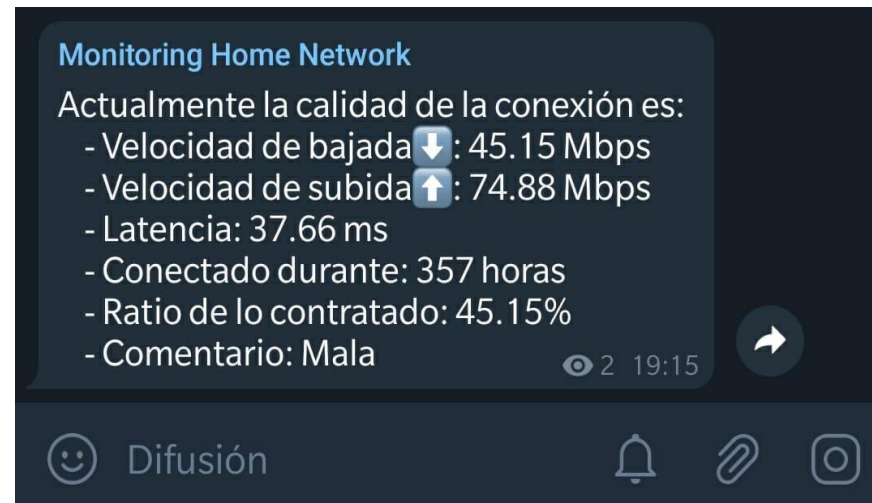 Monitoring Home Network
Actualmente la calidad de la conexión es:
- Velocidad de bajada⬇️: 45.15 Mbps
- Velocidad de subida⬆️: 74.88 Mbps
- Latencia: 37.66 ms
- Conectado durante: 357 horas
- Ratio de lo contratado: 45.15%
- Comentario: Mala
2 19:15
Difusión